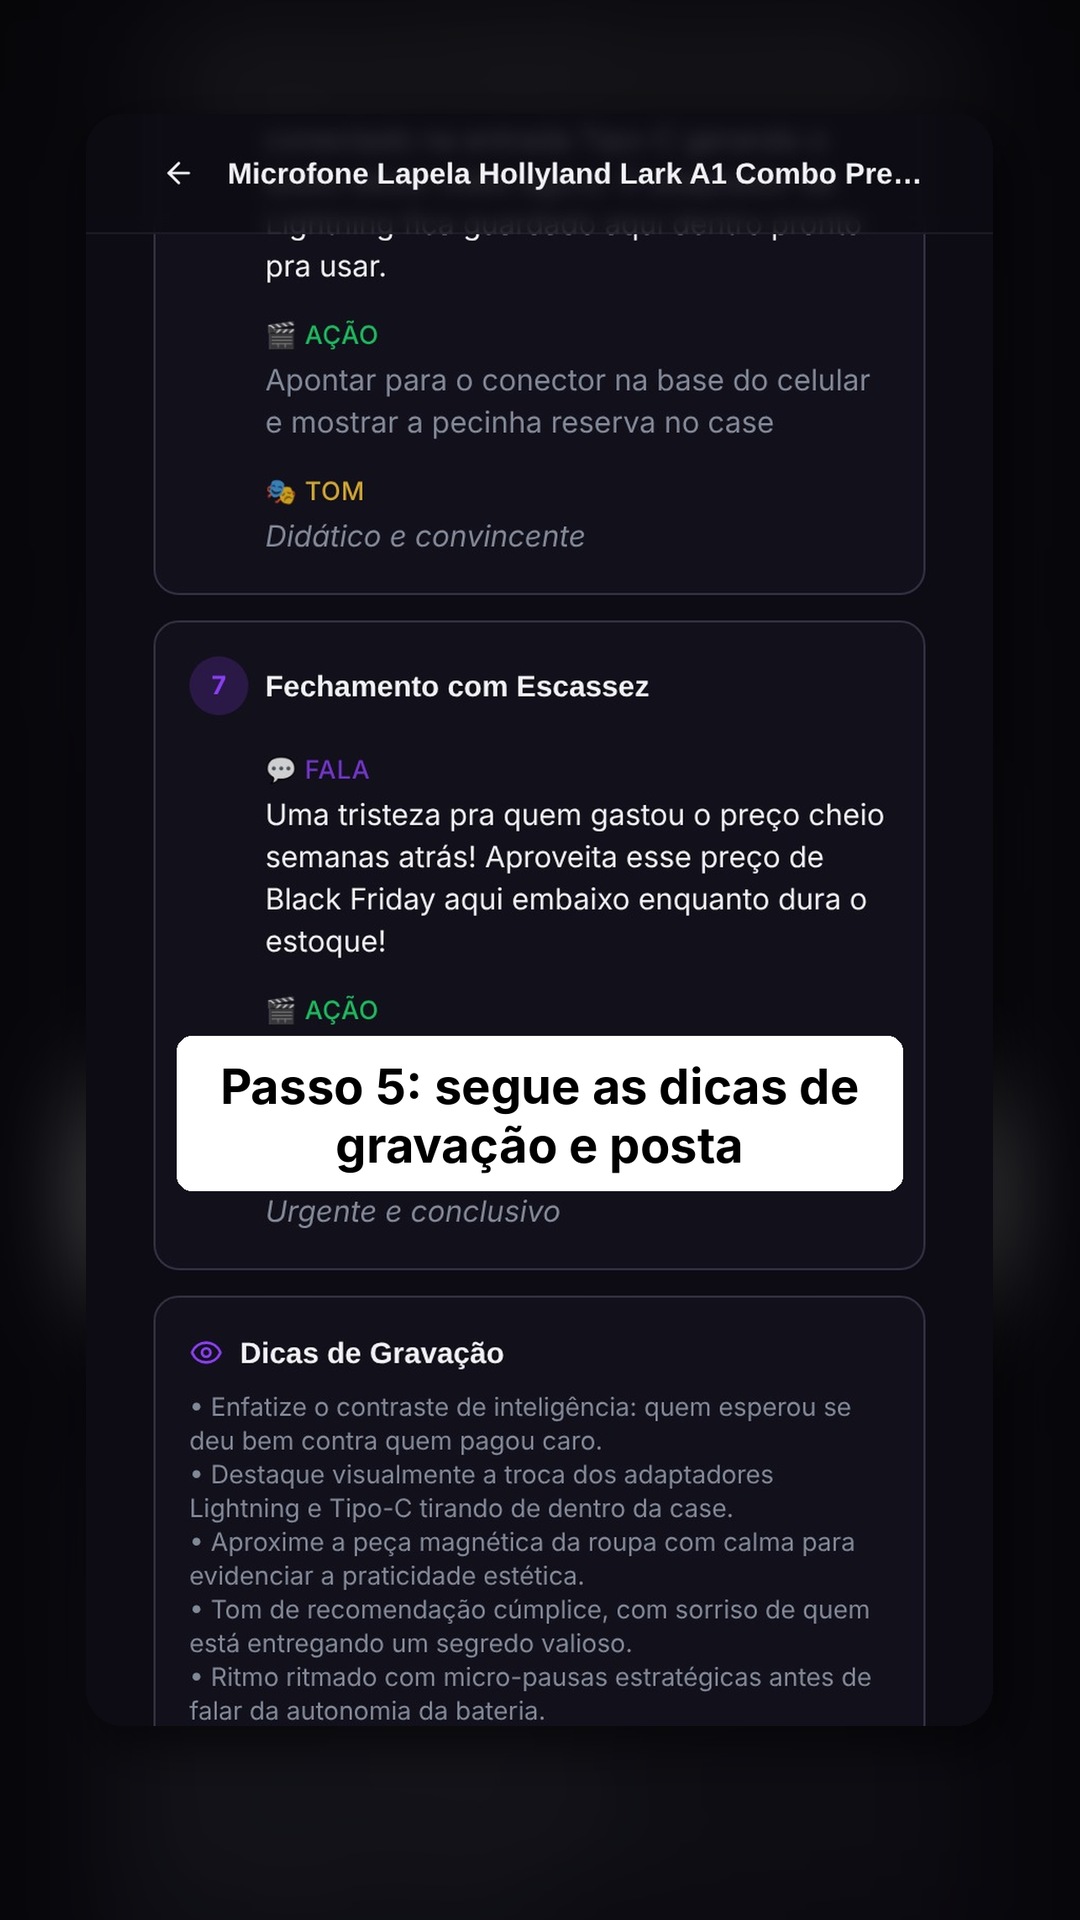 Microfone Lapela Hollyland Lark A1 Combo Pre...
Lightning fica guardado aqui dentro pronto
pra usar.
🎬 AÇÃO
Apontar para o conector na base do celular
e mostrar a pecinha reserva no case
🎭 TOM
Didático e convincente
7
Fechamento com Escassez
💬 FALA
Uma tristeza pra quem gastou o preço cheio
semanas atrás! Aproveita esse preço de
Black Friday aqui embaixo enquanto dura o
estoque!
🎬 AÇÃO
Passo 5: segue as dicas de
gravação e posta
Urgente e conclusivo
Dicas de Gravação
• Enfatize o contraste de inteligência: quem esperou se
deu bem contra quem pagou caro.
• Destaque visualmente a troca dos adaptadores
Lightning e Tipo-C tirando de dentro da case.
• Aproxime a peça magnética da roupa com calma para
evidenciar a praticidade estética.
• Tom de recomendação cúmplice, com sorriso de quem
está entregando um segredo valioso.
• Ritmo ritmado com micro-pausas estratégicas antes de
falar da autonomia da bateria.